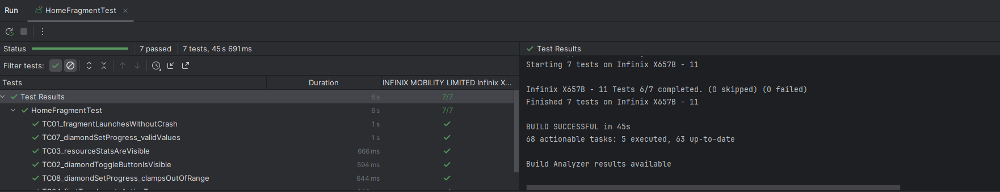 Run HomeFragmentTest
Status 7 passed 7 tests, 45 s 691 ms
Filter tests:
Tests Duration INFINIX MOBILITY LIMITED Infinix X...
Test Results 6 s 7/7
HomeFragmentTest 6 s 7/7
TC01_fragmentLaunchesWithoutCrash 1 s
TC07_diamondSetProgress_validValues 1 s
TC03_resourceStatsAreVisible 666 ms
TC02_diamondToggleButtonIsVisible 594 ms
TC08_diamondSetProgress_clampsOutOfRange 644 ms
Test Results
Starting 7 tests on Infinix X657B - 11
Infinix X657B - 11 Tests 6/7 completed. (0 skipped) (0 failed)
Finished 7 tests on Infinix X657B - 11
BUILD SUCCESSFUL in 45s
68 actionable tasks: 5 executed, 63 up-to-date
Build Analyzer results available